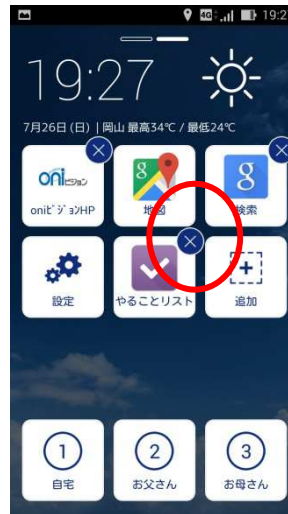 4G 19:2
19:27
7月26日 (日) | 岡山 最高34℃ / 最低24℃
oniビジョン 8 g
oniビジョンHP 地図 検索
設定 やることリスト 追加
1 2 3
自宅 お父さん お母さん